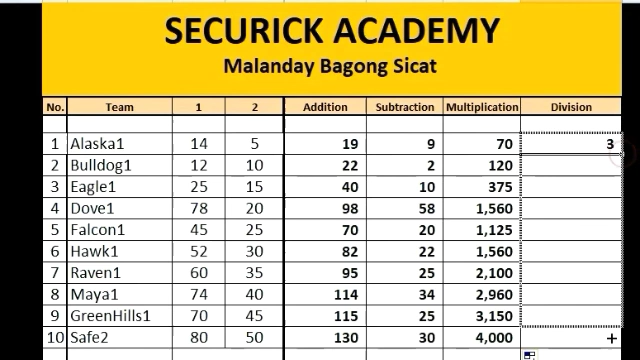 SECURICK ACADEMY
Malanday Bagong Sicat
No. Team 1 2 Addition Subtraction Multiplication Division
1 Alaska1 14 5 19 9 70 3
2 Bulldog1 12 10 22 2 120
3 Eagle1 25 15 40 10 375
4 Dove1 78 20 98 58 1,560
5 Falcon1 45 25 70 20 1,125
6 Hawk1 52 30 82 22 1,560
7 Raven1 60 35 95 25 2,100
8 Maya1 74 40 114 34 2,960
9 GreenHills1 70 45 115 25 3,150
10 Safe2 80 50 130 30 4,000